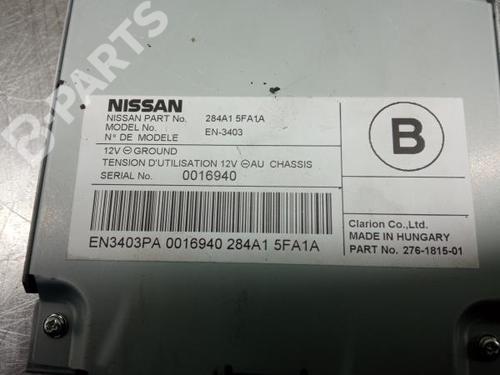 B-PARTS
NISSAN
NISSAN PART No. 284A1 5FA1A
MODEL No. EN-3403
N° DE MODELE
12V ⊖ GROUND
TENSION D'UTILISATION 12V ⊖ AU CHASSIS
SERIAL No. 0016940
EN3403PA 0016940 284A1 5FA1A
B
Clarion Co.,Ltd.
MADE IN HUNGARY
PART No. 276-1815-01